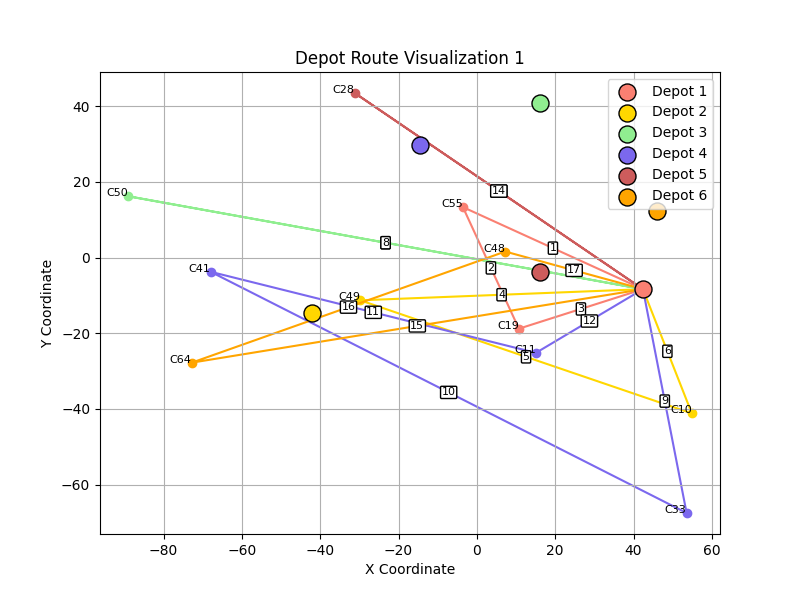 Depot Route Visualization 1
Depot 1
Depot 2
Depot 3
Depot 4
Depot 5
Depot 6
C28
C50
C55
C48
C41
C49
C19
C11
C64
C10
C33
14
1
8
2
17
4
16
11
3
12
15
5
6
10
9
40
20
0
−20
−40
−60
−80
−60
−40
−20
0
20
40
60
Y Coordinate
X Coordinate